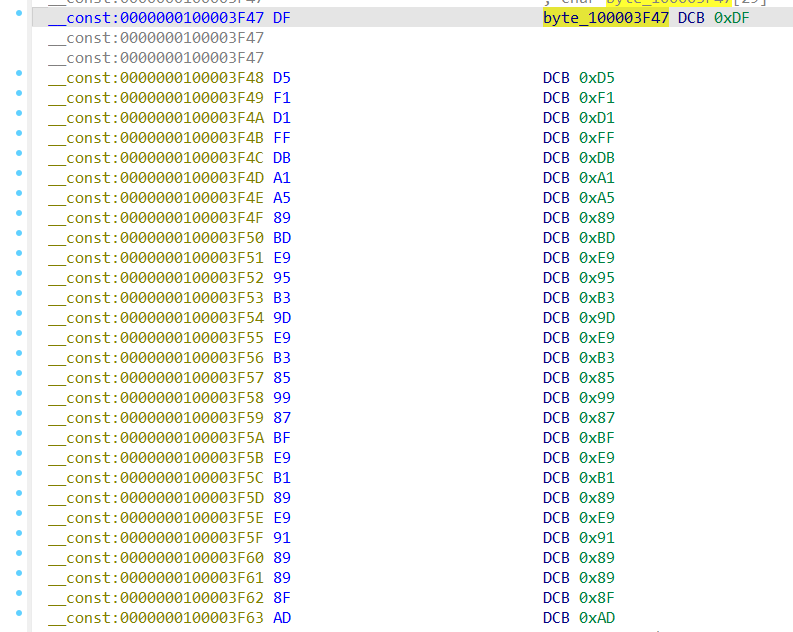 __const:0000000100003F47 ; char byte_100003F47[29]
__const:0000000100003F47 DF byte_100003F47 DCB 0xDF
__const:0000000100003F47
__const:0000000100003F47
__const:0000000100003F48 D5 DCB 0xD5
__const:0000000100003F49 F1 DCB 0xF1
__const:0000000100003F4A D1 DCB 0xD1
__const:0000000100003F4B FF DCB 0xFF
__const:0000000100003F4C DB DCB 0xDB
__const:0000000100003F4D A1 DCB 0xA1
__const:0000000100003F4E A5 DCB 0xA5
__const:0000000100003F4F 89 DCB 0x89
__const:0000000100003F50 BD DCB 0xBD
__const:0000000100003F51 E9 DCB 0xE9
__const:0000000100003F52 95 DCB 0x95
__const:0000000100003F53 B3 DCB 0xB3
__const:0000000100003F54 9D DCB 0x9D
__const:0000000100003F55 E9 DCB 0xE9
__const:0000000100003F56 B3 DCB 0xB3
__const:0000000100003F57 85 DCB 0x85
__const:0000000100003F58 99 DCB 0x99
__const:0000000100003F59 87 DCB 0x87
__const:0000000100003F5A BF DCB 0xBF
__const:0000000100003F5B E9 DCB 0xE9
__const:0000000100003F5C B1 DCB 0xB1
__const:0000000100003F5D 89 DCB 0x89
__const:0000000100003F5E E9 DCB 0xE9
__const:0000000100003F5F 91 DCB 0x91
__const:0000000100003F60 89 DCB 0x89
__const:0000000100003F61 89 DCB 0x89
__const:0000000100003F62 8F DCB 0x8F
__const:0000000100003F63 AD DCB 0xAD